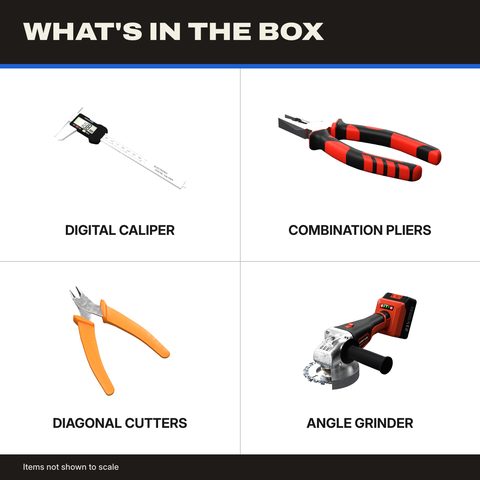 WHAT'S IN THE BOX
DIGITAL CALIPER
COMBINATION PLIERS
DIAGONAL CUTTERS
ANGLE GRINDER
Items not shown to scale